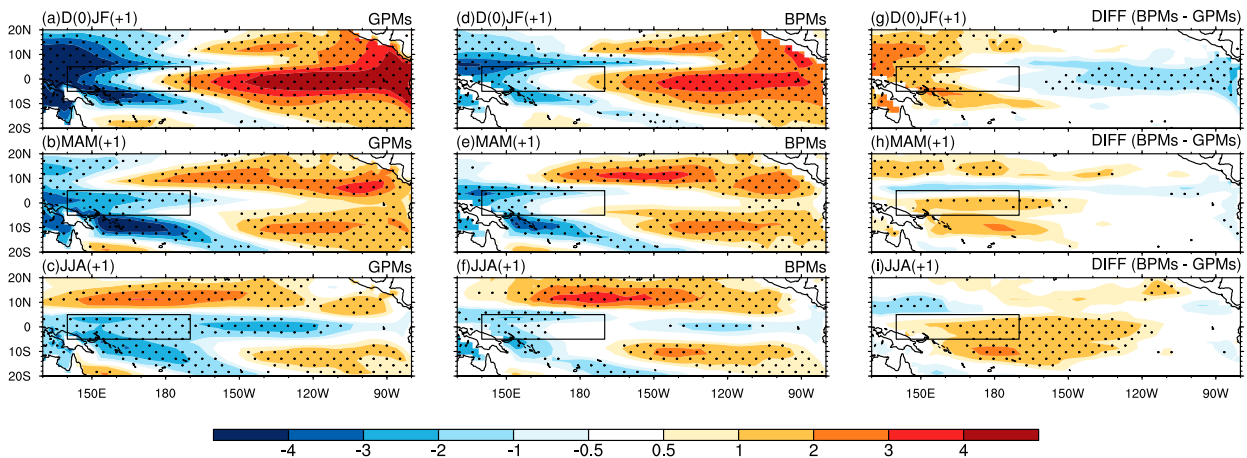 (a)D(0)JF(+1) GPMs (d)D(0)JF(+1) BPMs (g)D(0)JF(+1) DIFF (BPMs - GPMs)
20N
10N
0
10S
20S
(b)MAM(+1) GPMs (e)MAM(+1) BPMs (h)MAM(+1) DIFF (BPMs - GPMs)
20N
10N
0
10S
20S
(c)JJA(+1) GPMs (f)JJA(+1) BPMs (i)JJA(+1) DIFF (BPMs - GPMs)
20N
10N
0
10S
20S
150E 180 150W 120W 90W 150E 180 150W 120W 90W 150E 180 150W 120W 90W
-4 -3 -2 -1 -0.5 0.5 1 2 3 4